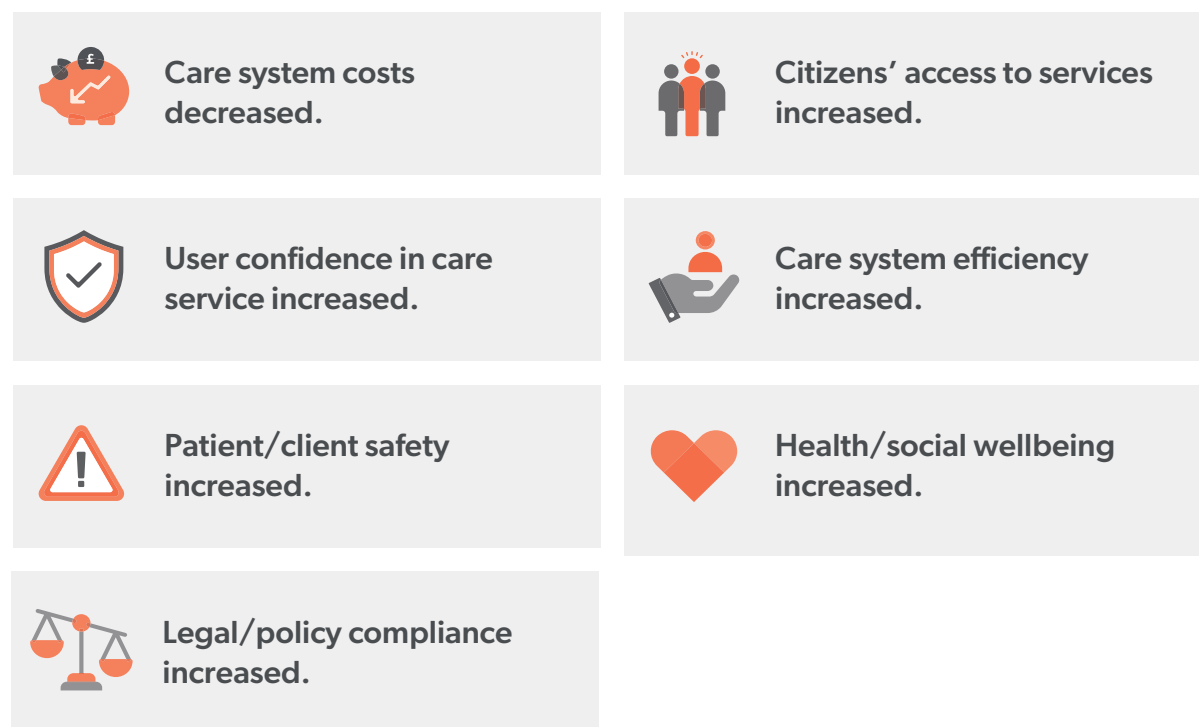 £
Care system costs
decreased.
Citizens’ access to services
increased.
User confidence in care
service increased.
Care system efficiency
increased.
!
Patient/client safety
increased.
Health/social wellbeing
increased.
Legal/policy compliance
increased.